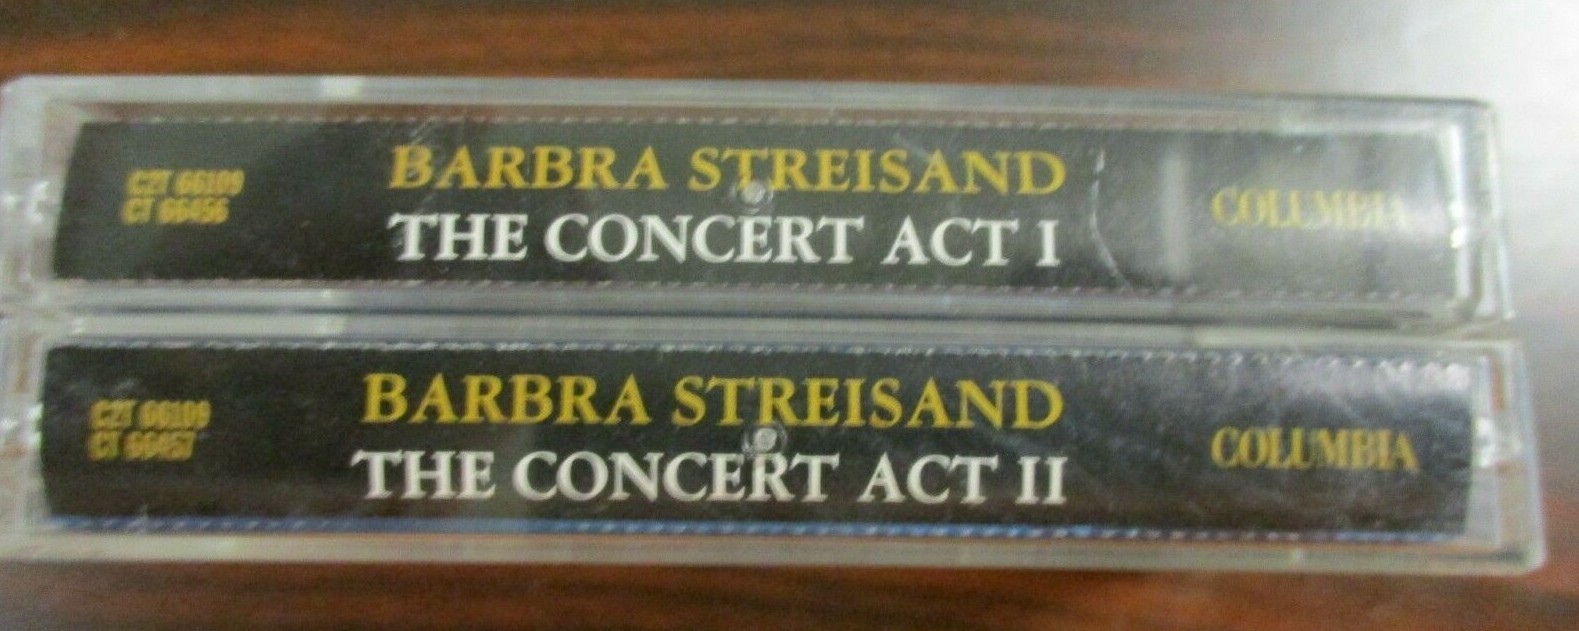 C2T 66109
CT 66456
BARBRA STREISAND
THE CONCERT ACT I
COLUMBIA
C2T 66109
CT 66457
BARBRA STREISAND
THE CONCERT ACT II
COLUMBIA